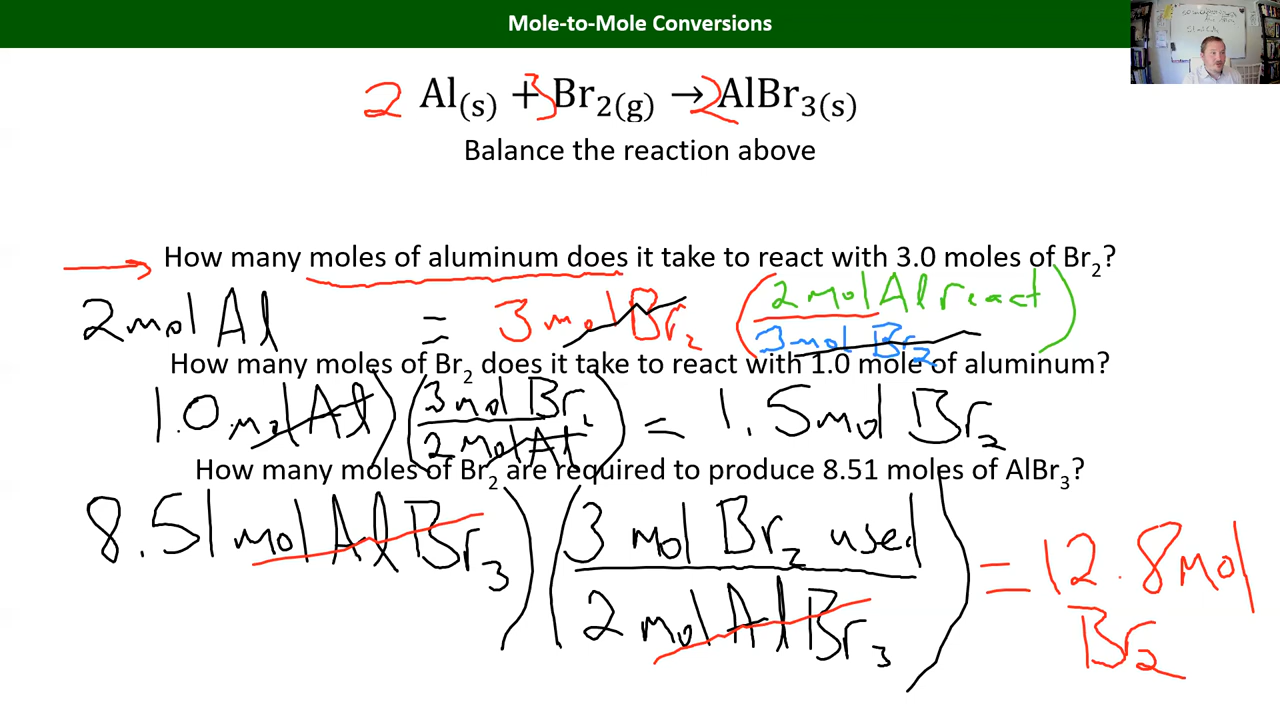 Mole-to-Mole Conversions
2 Al(s) + 3 Br2(g) → 2 AlBr3(s)
Balance the reaction above
How many moles of aluminum does it take to react with 3.0 moles of Br2?
2 mol Al = 3 mol Br2 (2 mol Al react
3 mol Br2)
How many moles of Br2 does it take to react with 1.0 mole of aluminum?
1.0 mol Al) (3 mol Br2
2 mol Al) = 1.5 mol Br2
How many moles of Br2 are required to produce 8.51 moles of AlBr3?
8.51 mol AlBr3) (3 mol Br2 used
2 mol AlBr3) = 12.8 mol
Br2